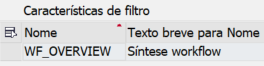 Características de filtro
Nome Texto breve para Nome
WF_OVERVIEW Síntese workflow